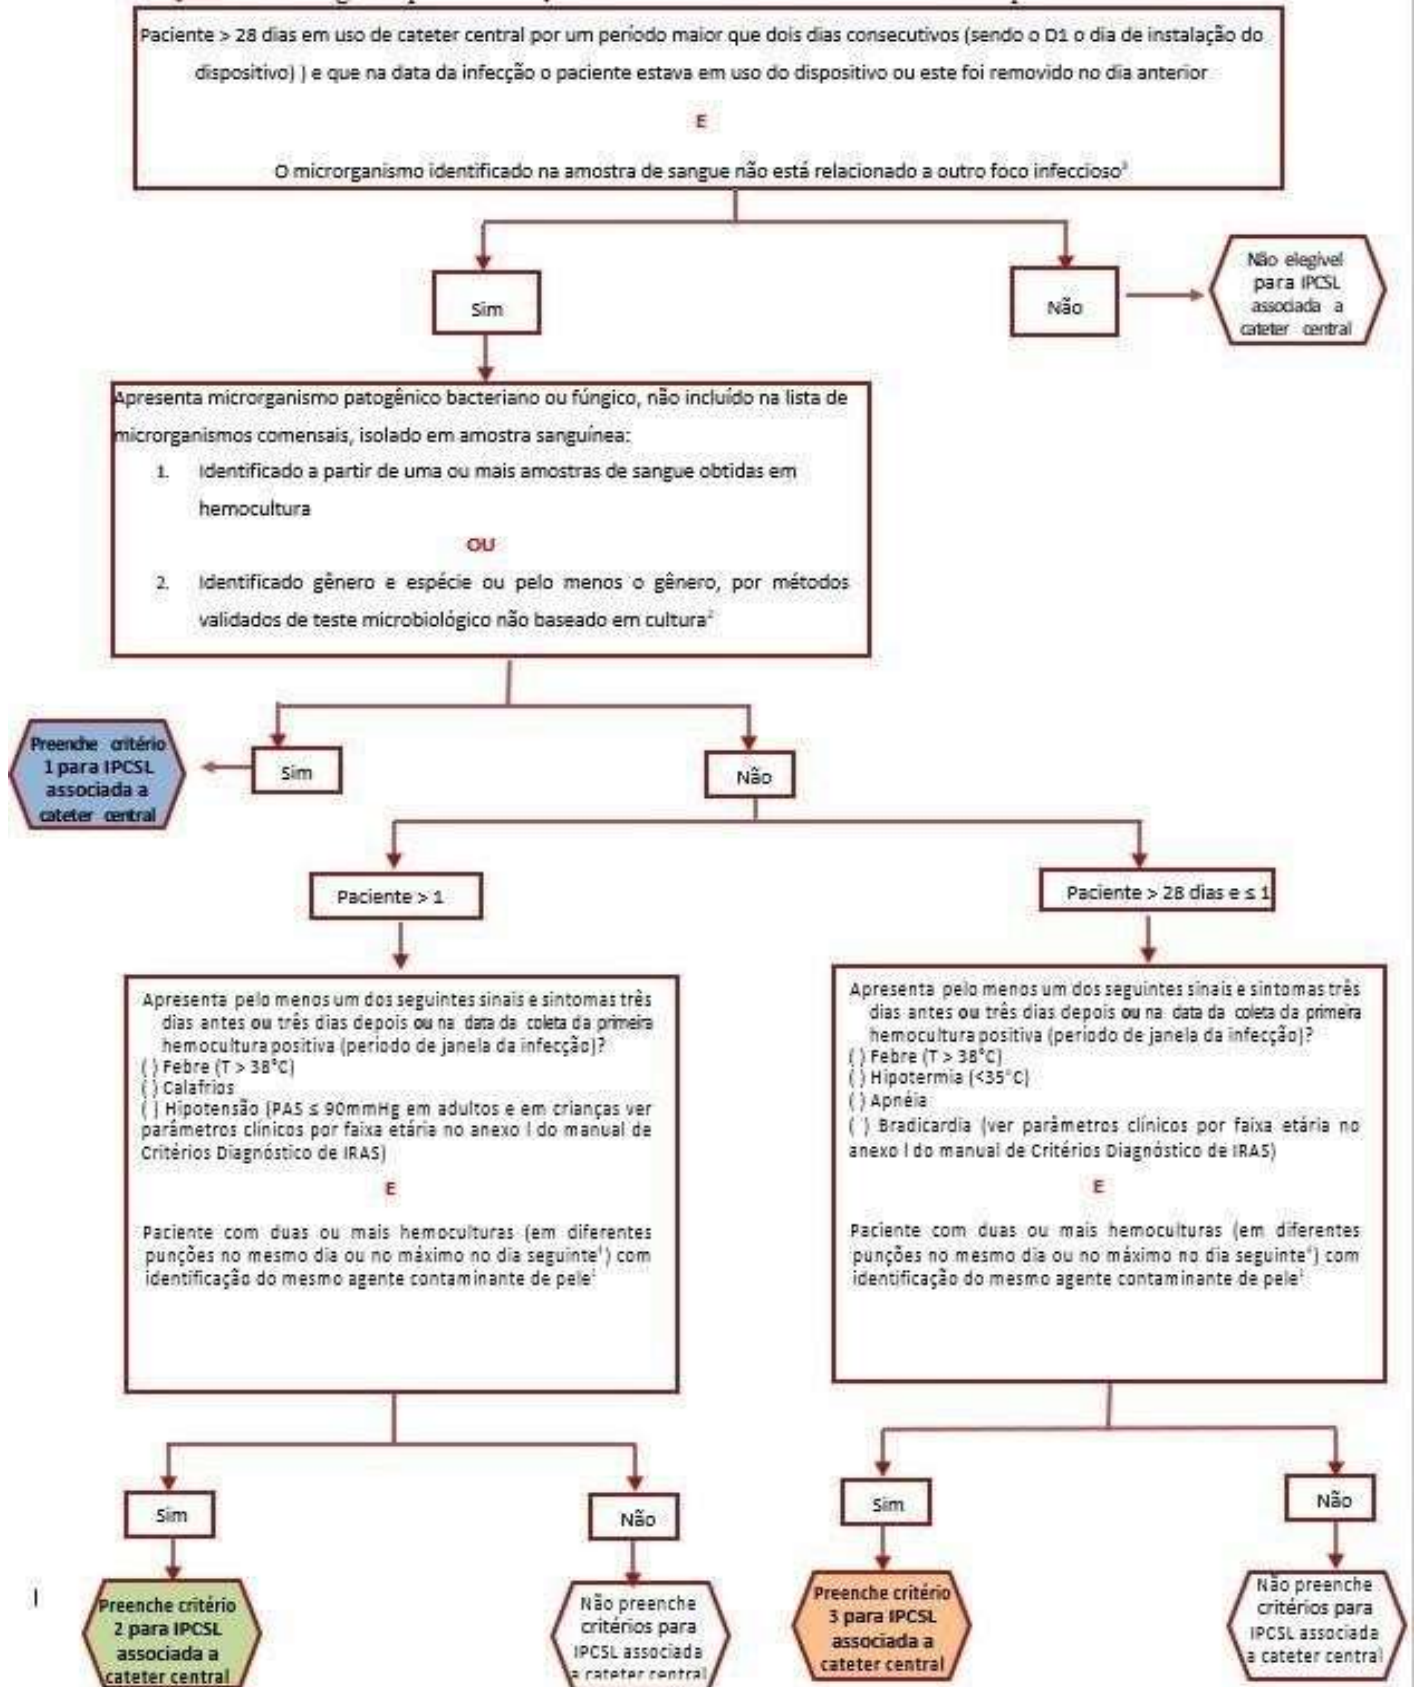 Paciente > 28 dias em uso de cateter central por um período maior que dois dias consecutivos (sendo o D1 o dia de instalação do
dispositivo) ) e que na data da infecção o paciente estava em uso do dispositivo ou este foi removido no dia anterior
E
O microrganismo identificado na amostra de sangue não está relacionado a outro foco infeccioso³
Sim
Não
Não elegível
para IPCSL
associada a
cateter central
Apresenta microrganismo patogênico bacteriano ou fúngico, não incluído na lista de
microrganismos comensais, isolado em amostra sanguínea:
1. Identificado a partir de uma ou mais amostras de sangue obtidas em
hemocultura
OU
2. Identificado gênero e espécie ou pelo menos o gênero, por métodos
validados de teste microbiológico não baseado em cultura²
Preenche critério
1 para IPCSL
associada a
cateter central
Sim
Não
Paciente > 1
Paciente > 28 dias e ≤ 1
Apresenta pelo menos um dos seguintes sinais e sintomas três
dias antes ou três dias depois ou na data da coleta da primeira
hemocultura positiva (período de janela da infecção)?
( ) Febre (T > 38°C)
( ) Calafrios
( ) Hipotensão (PAS ≤ 90mmHg em adultos e em crianças ver
parâmetros clínicos por faixa etária no anexo I do manual de
Critérios Diagnóstico de IRAS)
E
Paciente com duas ou mais hemoculturas (em diferentes
punções no mesmo dia ou no máximo no dia seguinte⁴) com
identificação do mesmo agente contaminante de pele¹
Apresenta pelo menos um dos seguintes sinais e sintomas três
dias antes ou três dias depois ou na data da coleta da primeira
hemocultura positiva (período de janela da infecção)?
( ) Febre (T > 38°C)
( ) Hipotermia (<35°C)
( ) Apnéia
( ) Bradicardia (ver parâmetros clínicos por faixa etária no
anexo I do manual de Critérios Diagnóstico de IRAS)
E
Paciente com duas ou mais hemoculturas (em diferentes
punções no mesmo dia ou no máximo no dia seguinte⁴) com
identificação do mesmo agente contaminante de pele¹
Sim
Não
Sim
Não
Preenche critério
2 para IPCSL
associada a
cateter central
Não preenche
critérios para
IPCSL associada
a cateter central
Preenche critério
3 para IPCSL
associada a
cateter central
Não preenche
critérios para
IPCSL associada
a cateter central